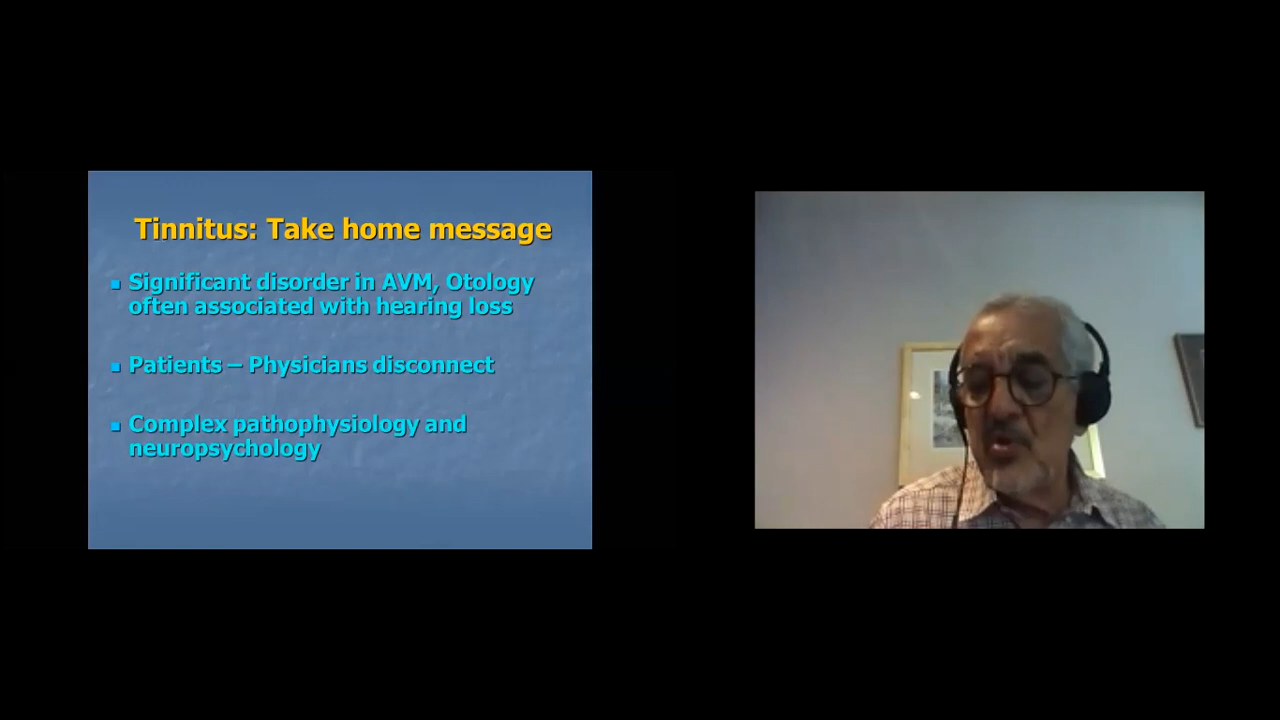 Tinnitus: Take home message
Significant disorder in AVM, Otology
often associated with hearing loss
Patients – Physicians disconnect
Complex pathophysiology and
neuropsychology